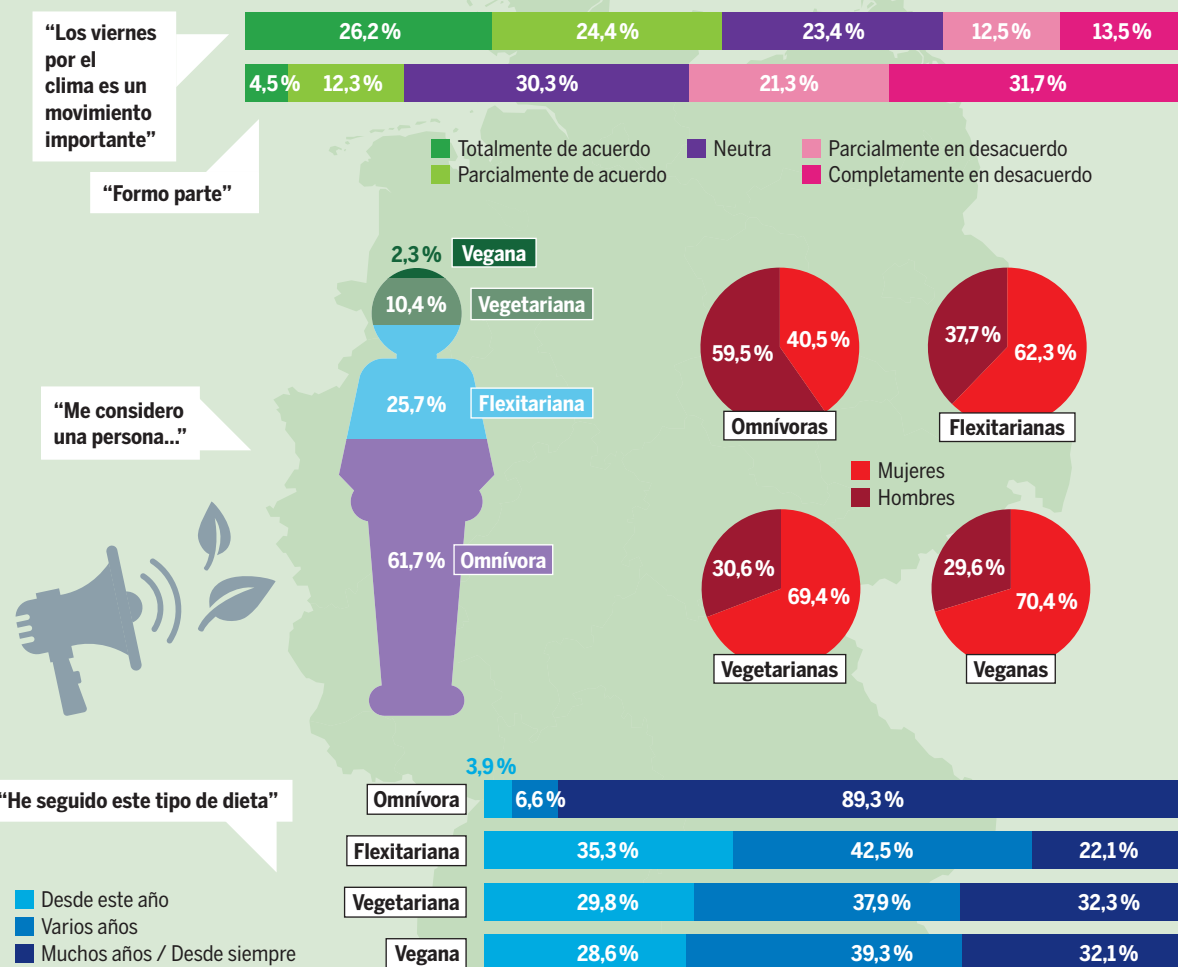 “Los viernes
por el
clima es un
movimiento
importante”
26,2 % 24,4 % 23,4 % 12,5 % 13,5 %
4,5 % 12,3 % 30,3 % 21,3 % 31,7 %
“Formo parte”
Totalmente de acuerdo
Parcialmente de acuerdo
Neutra
Parcialmente en desacuerdo
Completamente en desacuerdo
“Me considero
una persona...”
2,3 % Vegana
10,4 % Vegetariana
25,7 % Flexitariana
61,7 % Omnívora
59,5 % 40,5 %
Omnívoras
37,7 % 62,3 %
Flexitarianas
Mujeres
Hombres
30,6 % 69,4 %
Vegetarianas
29,6 % 70,4 %
Veganas
“He seguido este tipo de dieta”
Desde este año
Varios años
Muchos años / Desde siempre
3,9 %
Omnívora 6,6 % 89,3 %
Flexitariana 35,3 % 42,5 % 22,1 %
Vegetariana 29,8 % 37,9 % 32,3 %
Vegana 28,6 % 39,3 % 32,1 %